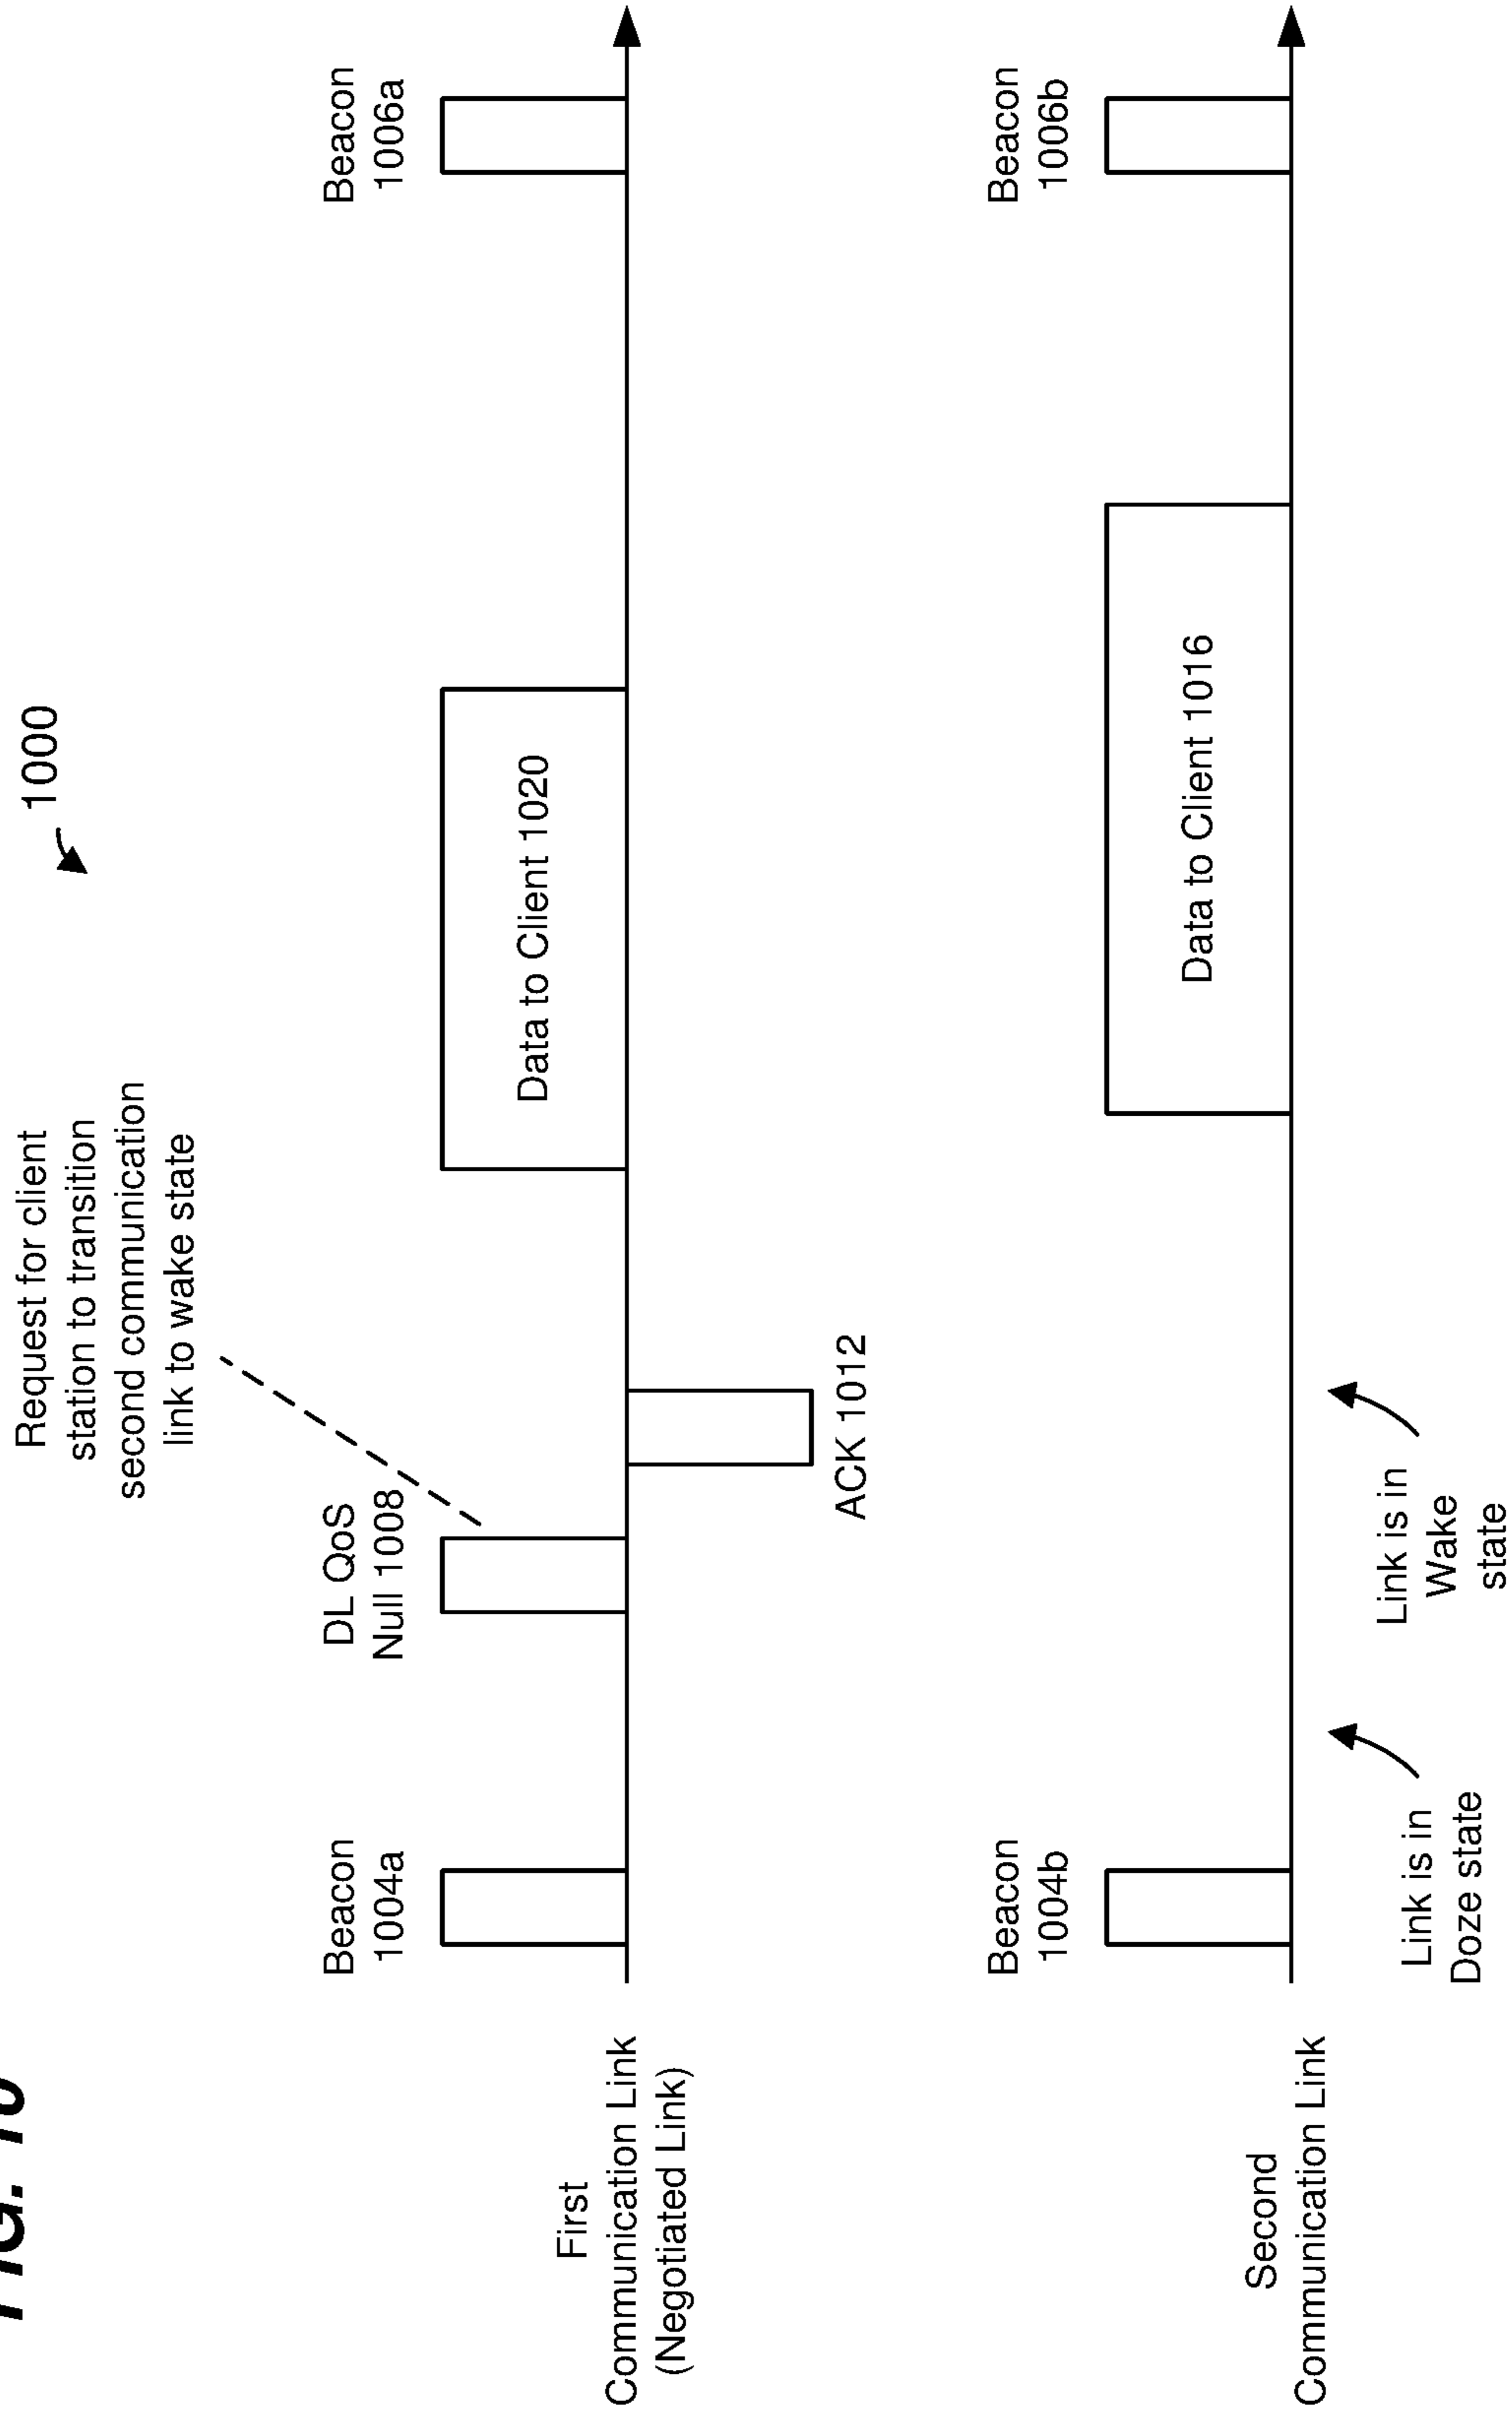 FIG. 10
1000
Request for client
station to transition
second communication
link to wake state
Beacon
1004a
DL QoS
Null 1008
Data to Client 1020
Beacon
1006a
ACK 1012
First
Communication Link
(Negotiated Link)
Beacon
1004b
Data to Client 1016
Beacon
1006b
Second
Communication Link
Link is in
Doze state
Link is in
Wake
state